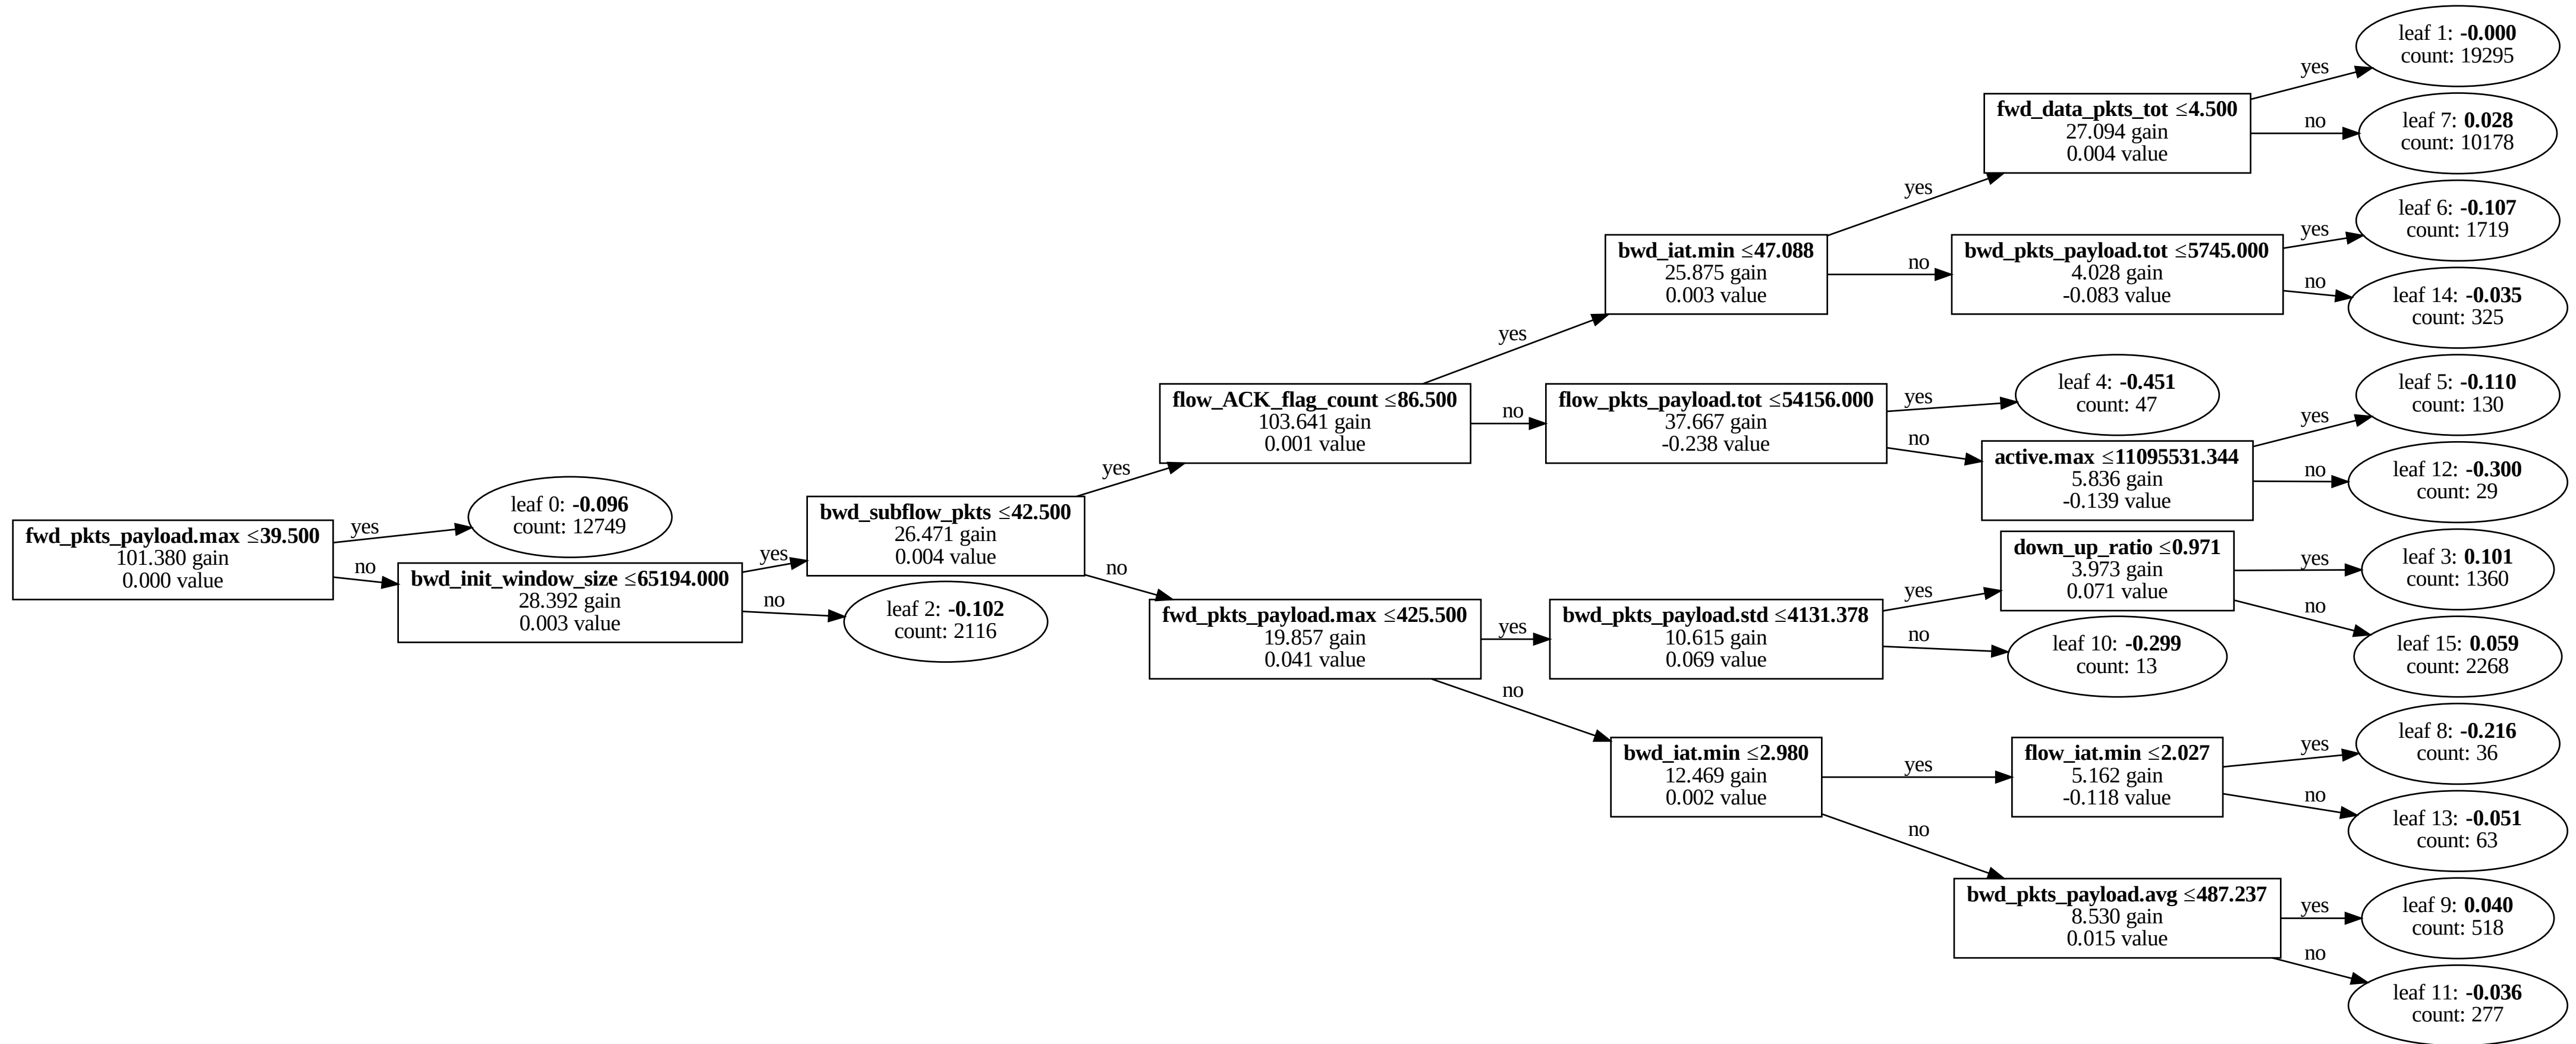 fwd_pkts_payload.max ≤39.500
101.380 gain
0.000 value
yes
no
leaf 0: -0.096
count: 12749
bwd_init_window_size ≤65194.000
28.392 gain
0.003 value
yes
no
bwd_subflow_pkts ≤42.500
26.471 gain
0.004 value
leaf 2: -0.102
count: 2116
yes
no
flow_ACK_flag_count ≤86.500
103.641 gain
0.001 value
fwd_pkts_payload.max ≤425.500
19.857 gain
0.041 value
yes
no
yes
no
bwd_iat.min ≤47.088
25.875 gain
0.003 value
flow_pkts_payload.tot ≤54156.000
37.667 gain
-0.238 value
bwd_pkts_payload.std ≤4131.378
10.615 gain
0.069 value
bwd_iat.min ≤2.980
12.469 gain
0.002 value
yes
no
yes
no
yes
no
yes
no
fwd_data_pkts_tot ≤4.500
27.094 gain
0.004 value
bwd_pkts_payload.tot ≤5745.000
4.028 gain
-0.083 value
leaf 4: -0.451
count: 47
active.max ≤11095531.344
5.836 gain
-0.139 value
down_up_ratio ≤0.971
3.973 gain
0.071 value
leaf 10: -0.299
count: 13
flow_iat.min ≤2.027
5.162 gain
-0.118 value
bwd_pkts_payload.avg ≤487.237
8.530 gain
0.015 value
yes
no
yes
no
yes
no
yes
no
yes
no
yes
no
leaf 1: -0.000
count: 19295
leaf 7: 0.028
count: 10178
leaf 6: -0.107
count: 1719
leaf 14: -0.035
count: 325
leaf 5: -0.110
count: 130
leaf 12: -0.300
count: 29
leaf 3: 0.101
count: 1360
leaf 15: 0.059
count: 2268
leaf 8: -0.216
count: 36
leaf 13: -0.051
count: 63
leaf 9: 0.040
count: 518
leaf 11: -0.036
count: 277